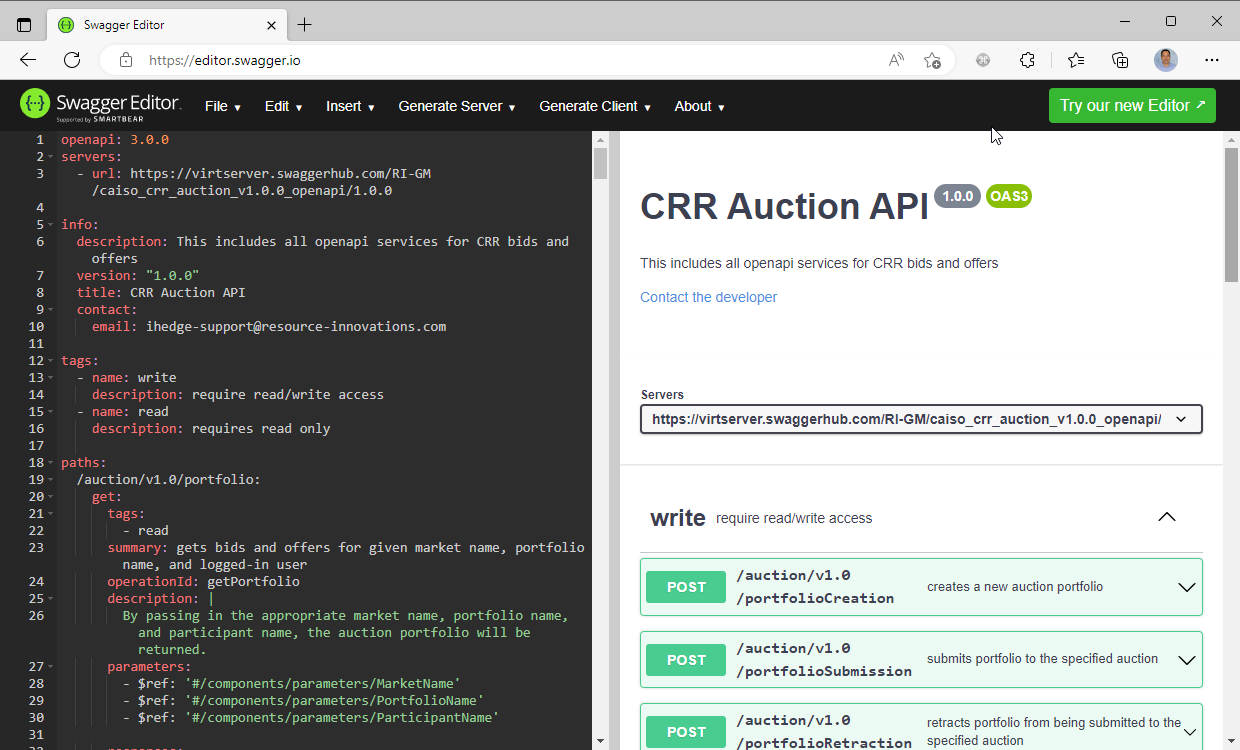 Swagger Editor
https://editor.swagger.io
Swagger Editor.
Supported by SMARTBEAR
File Edit Insert Generate Server Generate Client About
Try our new Editor ↗
1 openapi: 3.0.0
2 servers:
3 - url: https://virtserver.swaggerhub.com/RI-GM
/caiso_crr_auction_v1.0.0_openapi/1.0.0
4
5 info:
6 description: This includes all openapi services for CRR bids and
offers
7 version: "1.0.0"
8 title: CRR Auction API
9 contact:
10 email: ihedge-support@resource-innovations.com
11
12 tags:
13 - name: write
14 description: require read/write access
15 - name: read
16 description: requires read only
17
18 paths:
19 /auction/v1.0/portfolio:
20 get:
21 tags:
22 - read
23 summary: gets bids and offers for given market name, portfolio
name, and logged-in user
24 operationId: getPortfolio
25 description: |
26 By passing in the appropriate market name, portfolio name,
and participant name, the auction portfolio will be
returned.
27 parameters:
28 - $ref: '#/components/parameters/MarketName'
29 - $ref: '#/components/parameters/PortfolioName'
30 - $ref: '#/components/parameters/ParticipantName'
31
CRR Auction API 1.0.0 OAS3
This includes all openapi services for CRR bids and offers
Contact the developer
Servers
https://virtserver.swaggerhub.com/RI-GM/caiso_crr_auction_v1.0.0_openapi/
write require read/write access
POST /auction/v1.0
/portfolioCreation
creates a new auction portfolio
POST /auction/v1.0
/portfolioSubmission
submits portfolio to the specified auction
POST /auction/v1.0
/portfolioRetraction
retracts portfolio from being submitted to the
specified auction